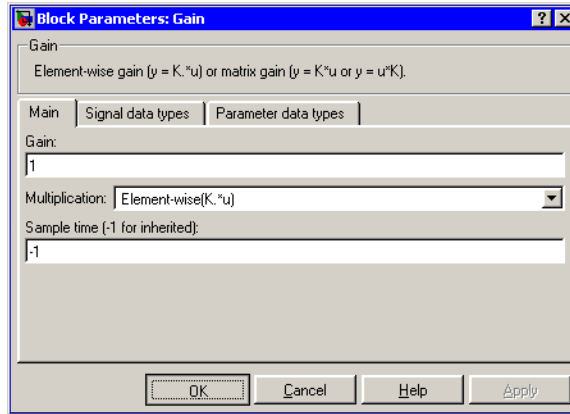 Block Parameters: Gain
Gain
Element-wise gain (y = K.*u) or matrix gain (y = K*u or y = u*K).
Main Signal data types Parameter data types
Gain:
1
Multiplication: Element-wise(K.*u)
Sample time (-1 for inherited):
-1
OK Cancel Help Apply